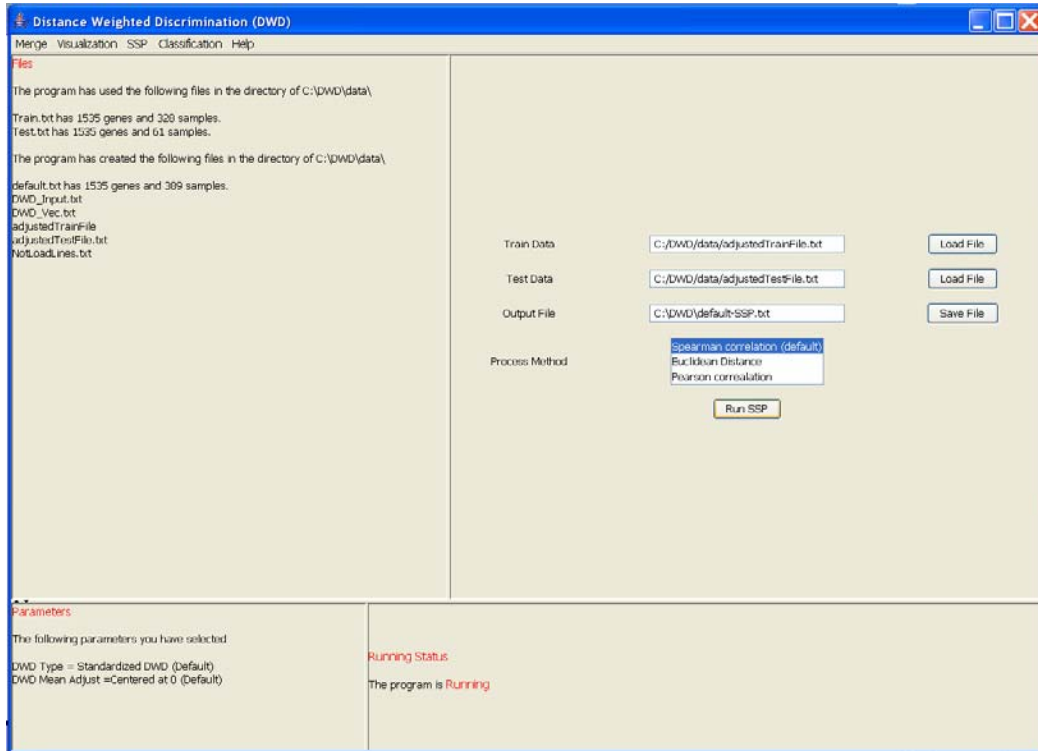 Distance Weighted Discrimination (DWD)
Merge Visualization SSP Classification Help
Files
The program has used the following files in the directory of C:\DWD\data\
Train.txt has 1535 genes and 328 samples.
Test.txt has 1535 genes and 61 samples.
The program has created the following files in the directory of C:\DWD\data\
default.txt has 1535 genes and 389 samples.
DWD_Input.txt
DWD_Vec.txt
adjustedTrainFile
adjustedTestFile.txt
NotLoadLines.txt
Train Data C:/DWD/data/adjustedTrainFile.txt Load File
Test Data C:/DWD/data/adjustedTestFile.txt Load File
Output File C:\DWD\default-SSP.txt Save File
Process Method
Spearman correlation (default)
Euclidean Distance
Pearson correalation
Run SSP
Parameters
The following parameters you have selected
DWD Type = Standardized DWD (Default)
DWD Mean Adjust =Centered at 0 (Default)
Running Status
The program is Running